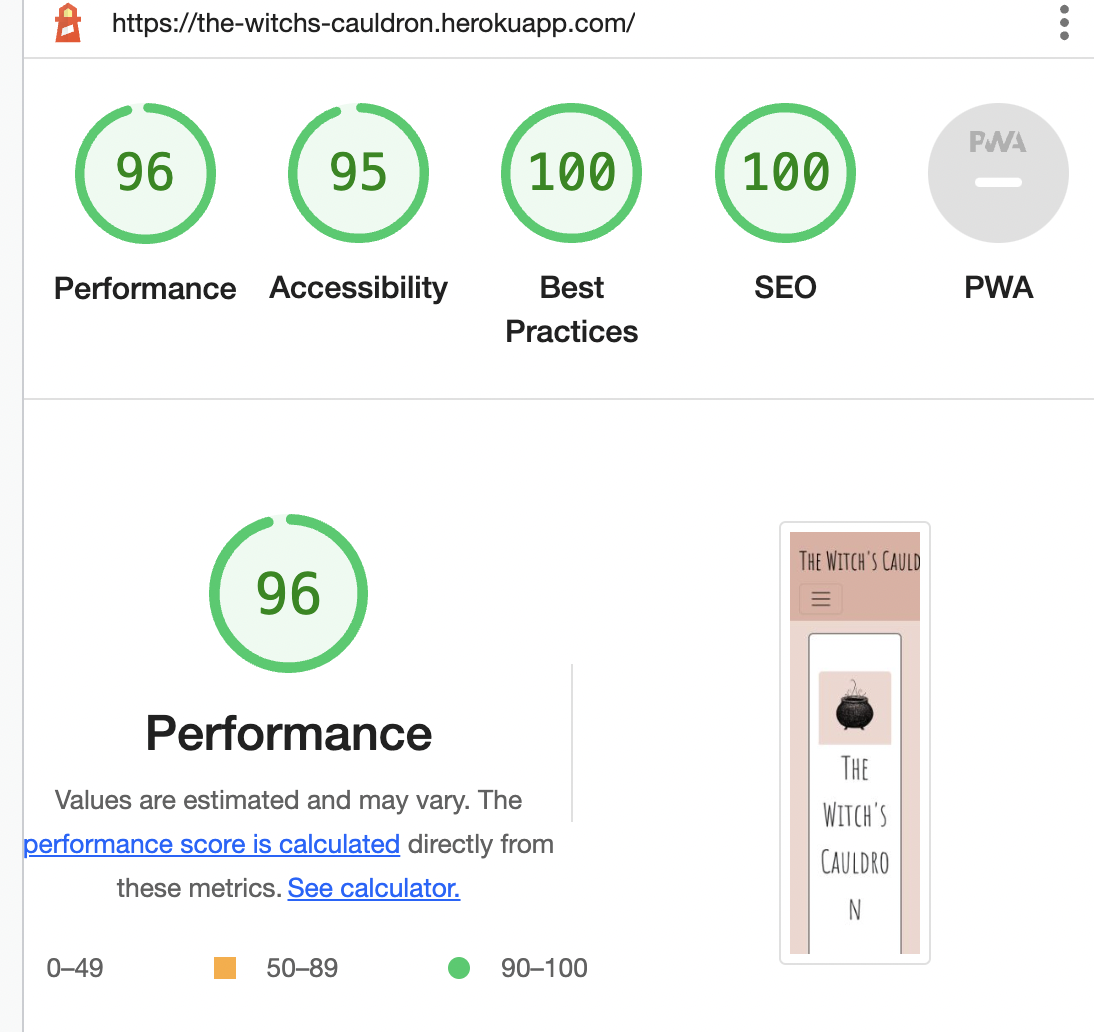 https://the-witchs-cauldron.herokuapp.com/
96
95
100
100
PWA
Performance
Accessibility
Best
Practices
SEO
PWA
96
Performance
Values are estimated and may vary. The
performance score is calculated directly from
these metrics. See calculator.
0–49
50–89
90–100
The Witch's Cauld
The
Witch's
Cauldro
n